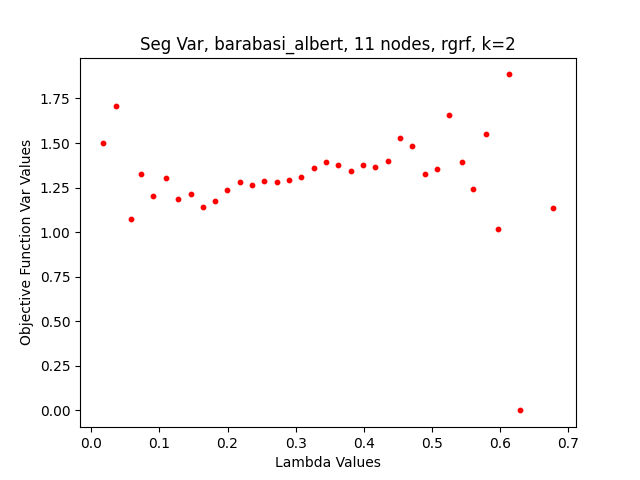 Seg Var, barabasi_albert, 11 nodes, rgrf, k=2
Objective Function Var Values
1.75
1.50
1.25
1.00
0.75
0.50
0.25
0.00
0.0 0.1 0.2 0.3 0.4 0.5 0.6 0.7
Lambda Values